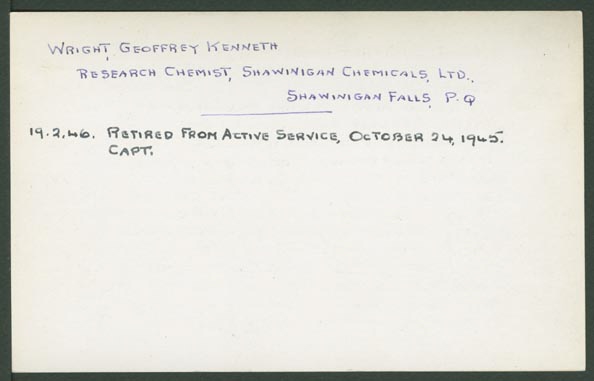 WRIGHT, GEOFFREY KENNETH
RESEARCH CHEMIST, SHAWINIGAN CHEMICALS, LTD.,
SHAWINIGAN FALLS, P.Q
19.2.46. RETIRED FROM ACTIVE SERVICE, OCTOBER 24, 1945.
CAPT.